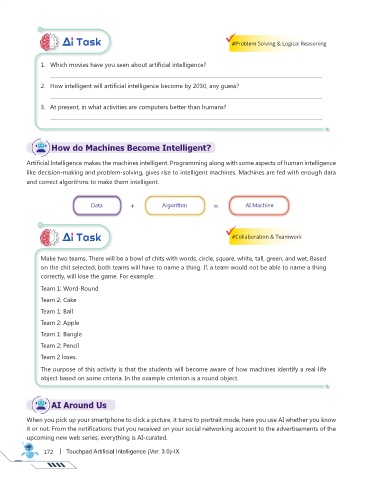 Ai Task
#Problem Solving & Logical Reasoning
1. Which movies have you seen about artificial intelligence?
2. How intelligent will artificial intelligence become by 2030, any guess?
3. At present, in what activities are computers better than humans?
How do Machines Become Intelligent?
Artificial Intelligence makes the machines intelligent. Programming along with some aspects of human intelligence
like decision-making and problem-solving, gives rise to intelligent machines. Machines are fed with enough data
and correct algorithms to make them intelligent.
Data + Algorithm = AI Machine
Ai Task
#Collaboration & Teamwork
Make two teams. There will be a bowl of chits with words, circle, square, white, tall, green, and wet. Based
on the chit selected, both teams will have to name a thing. If, a team would not be able to name a thing
correctly, will lose the game. For example:
Team 1: Word-Round
Team 2: Cake
Team 1: Ball
Team 2: Apple
Team 1: Bangle
Team 2: Pencil
Team 2 loses.
The purpose of this activity is that the students will become aware of how machines identify a real-life
object based on some criteria. In the example criterion is a round object.
AI Around Us
When you pick up your smartphone to click a picture, it turns to portrait mode, here you use AI whether you know
it or not. From the notifications that you received on your social networking account to the advertisements of the
upcoming new web series, everything is AI-curated.
172 | Touchpad Artificial Intelligence (Ver. 3.0)-IX